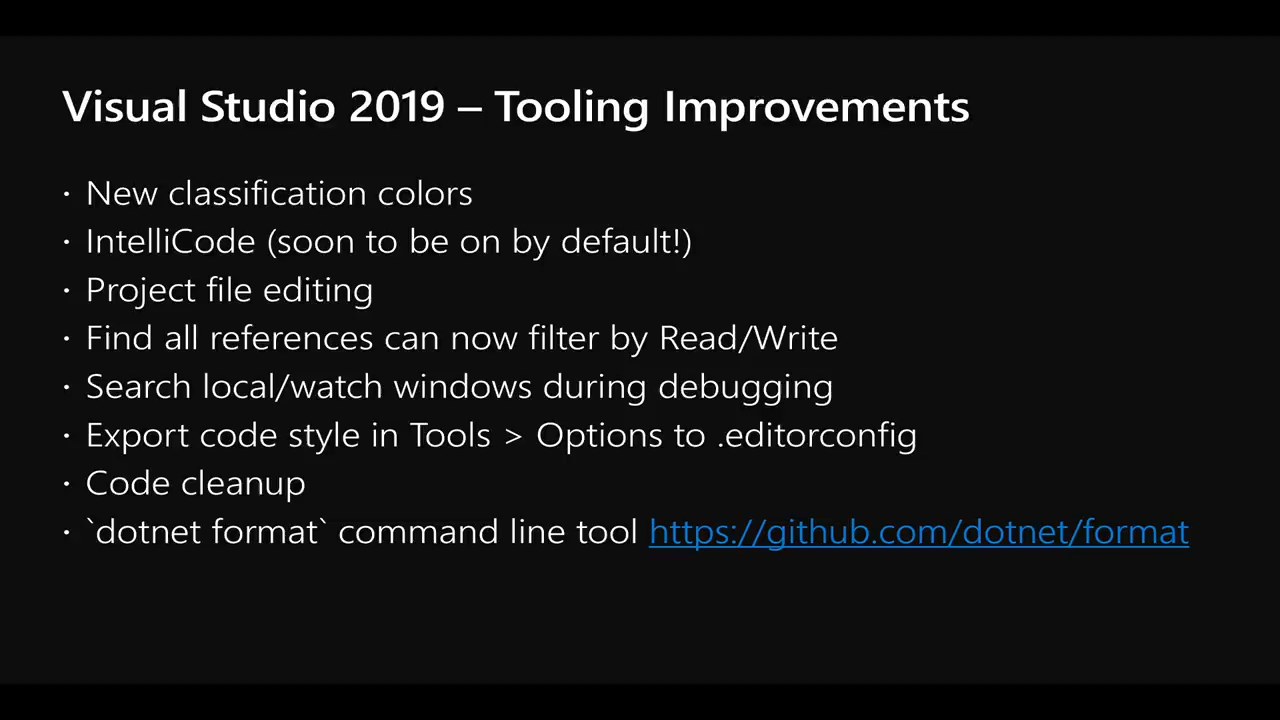 Visual Studio 2019 – Tooling Improvements
· New classification colors
· IntelliCode (soon to be on by default!)
· Project file editing
· Find all references can now filter by Read/Write
· Search local/watch windows during debugging
· Export code style in Tools > Options to .editorconfig
· Code cleanup
· `dotnet format` command line tool https://github.com/dotnet/format